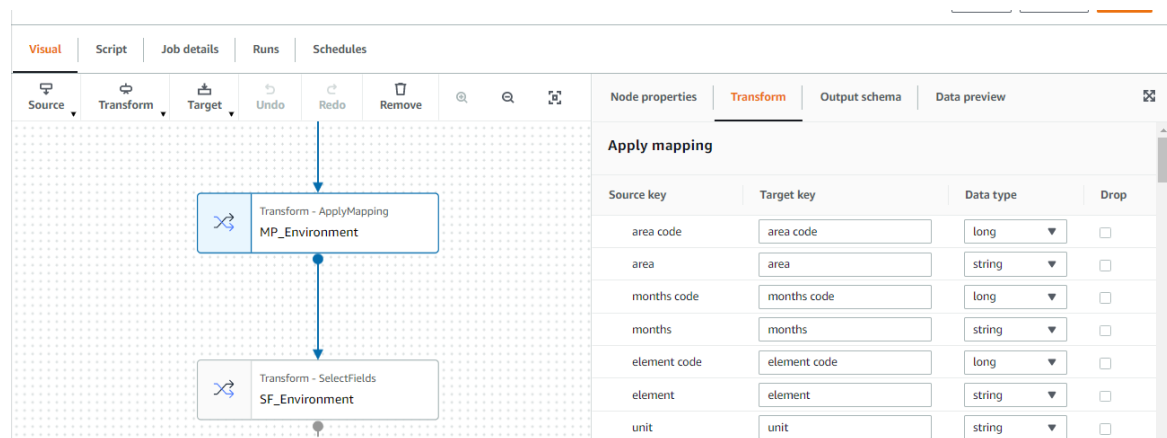 Visual Script Job details Runs Schedules
Source Transform Target Undo Redo Remove
Node properties Transform Output schema Data preview
Apply mapping
Source key Target key Data type Drop
area code area code long
area area string
months code months code long
months months string
element code element code long
element element string
unit unit string
Transform - ApplyMapping
MP_Environment
Transform - SelectFields
SF_Environment